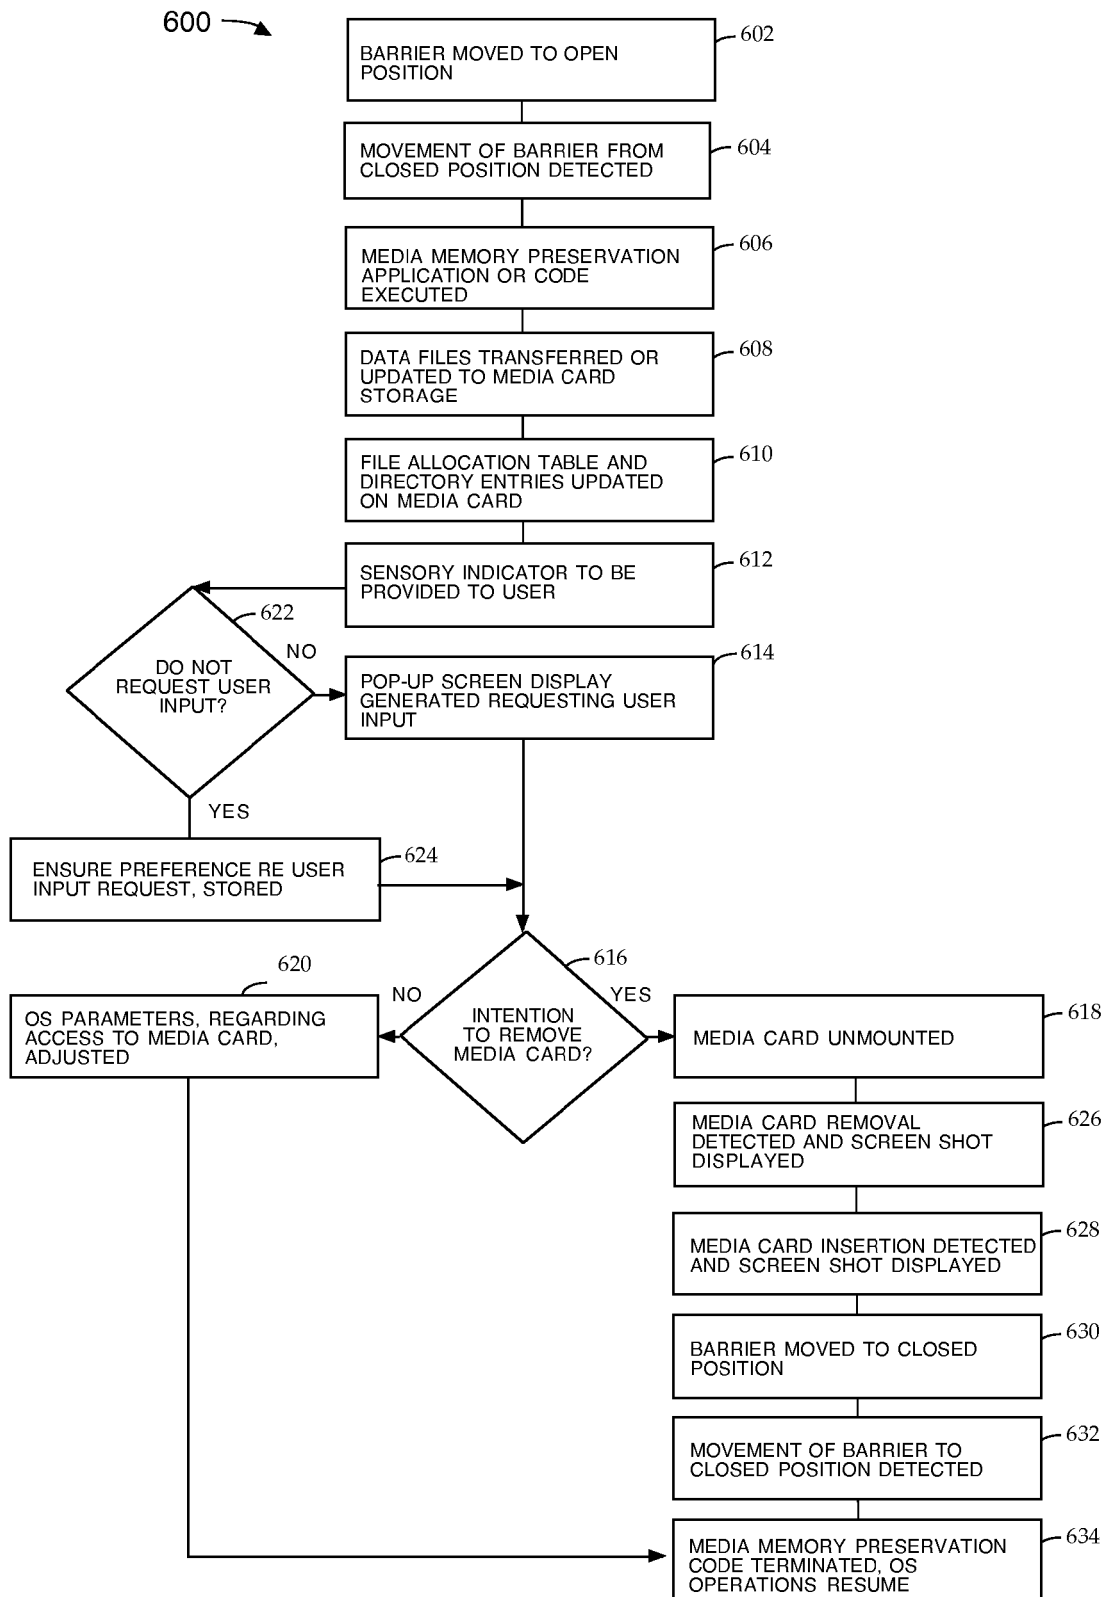 600
602
BARRIER MOVED TO OPEN
POSITION
604
MOVEMENT OF BARRIER FROM
CLOSED POSITION DETECTED
606
MEDIA MEMORY PRESERVATION
APPLICATION OR CODE
EXECUTED
608
DATA FILES TRANSFERRED OR
UPDATED TO MEDIA CARD
STORAGE
610
FILE ALLOCATION TABLE AND
DIRECTORY ENTRIES UPDATED
ON MEDIA CARD
612
SENSORY INDICATOR TO BE
PROVIDED TO USER
622
DO NOT
REQUEST USER
INPUT?
NO
614
POP-UP SCREEN DISPLAY
GENERATED REQUESTING USER
INPUT
YES
624
ENSURE PREFERENCE RE USER
INPUT REQUEST, STORED
616
INTENTION
TO REMOVE
MEDIA CARD?
NO
YES
620
OS PARAMETERS, REGARDING
ACCESS TO MEDIA CARD,
ADJUSTED
618
MEDIA CARD UNMOUNTED
626
MEDIA CARD REMOVAL
DETECTED AND SCREEN SHOT
DISPLAYED
628
MEDIA CARD INSERTION DETECTED
AND SCREEN SHOT DISPLAYED
630
BARRIER MOVED TO CLOSED
POSITION
632
MOVEMENT OF BARRIER TO
CLOSED POSITION DETECTED
634
MEDIA MEMORY PRESERVATION
CODE TERMINATED, OS
OPERATIONS RESUME